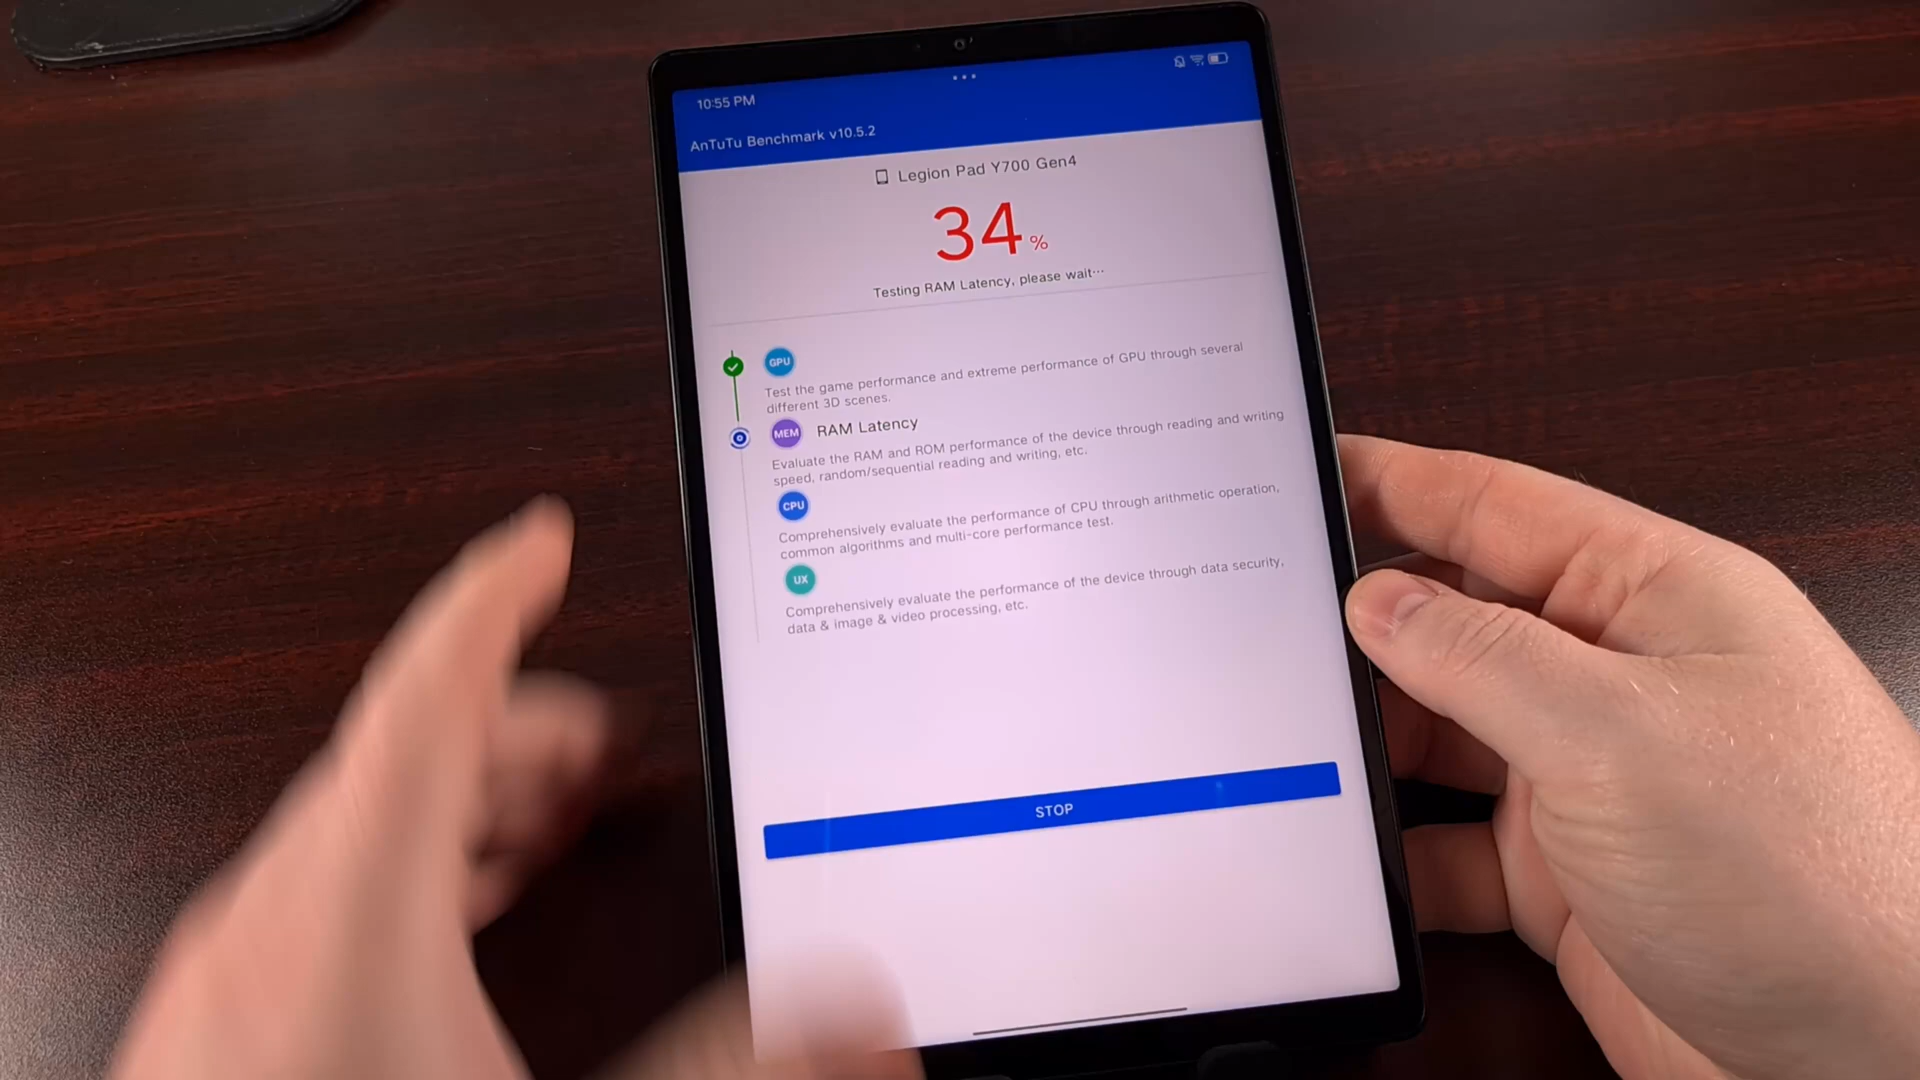 10:55 PM
AnTuTu Benchmark v10.5.2
Legion Pad Y700 Gen4
34%
Testing RAM Latency, please wait···
GPU
Test the game performance and extreme performance of GPU through several
different 3D scenes.
MEM RAM Latency
Evaluate the RAM and ROM performance of the device through reading and writing
speed, random/sequential reading and writing, etc.
CPU
Comprehensively evaluate the performance of CPU through arithmetic operation,
common algorithms and multi-core performance test.
UX
Comprehensively evaluate the performance of the device through data security,
data & image & video processing, etc.
STOP